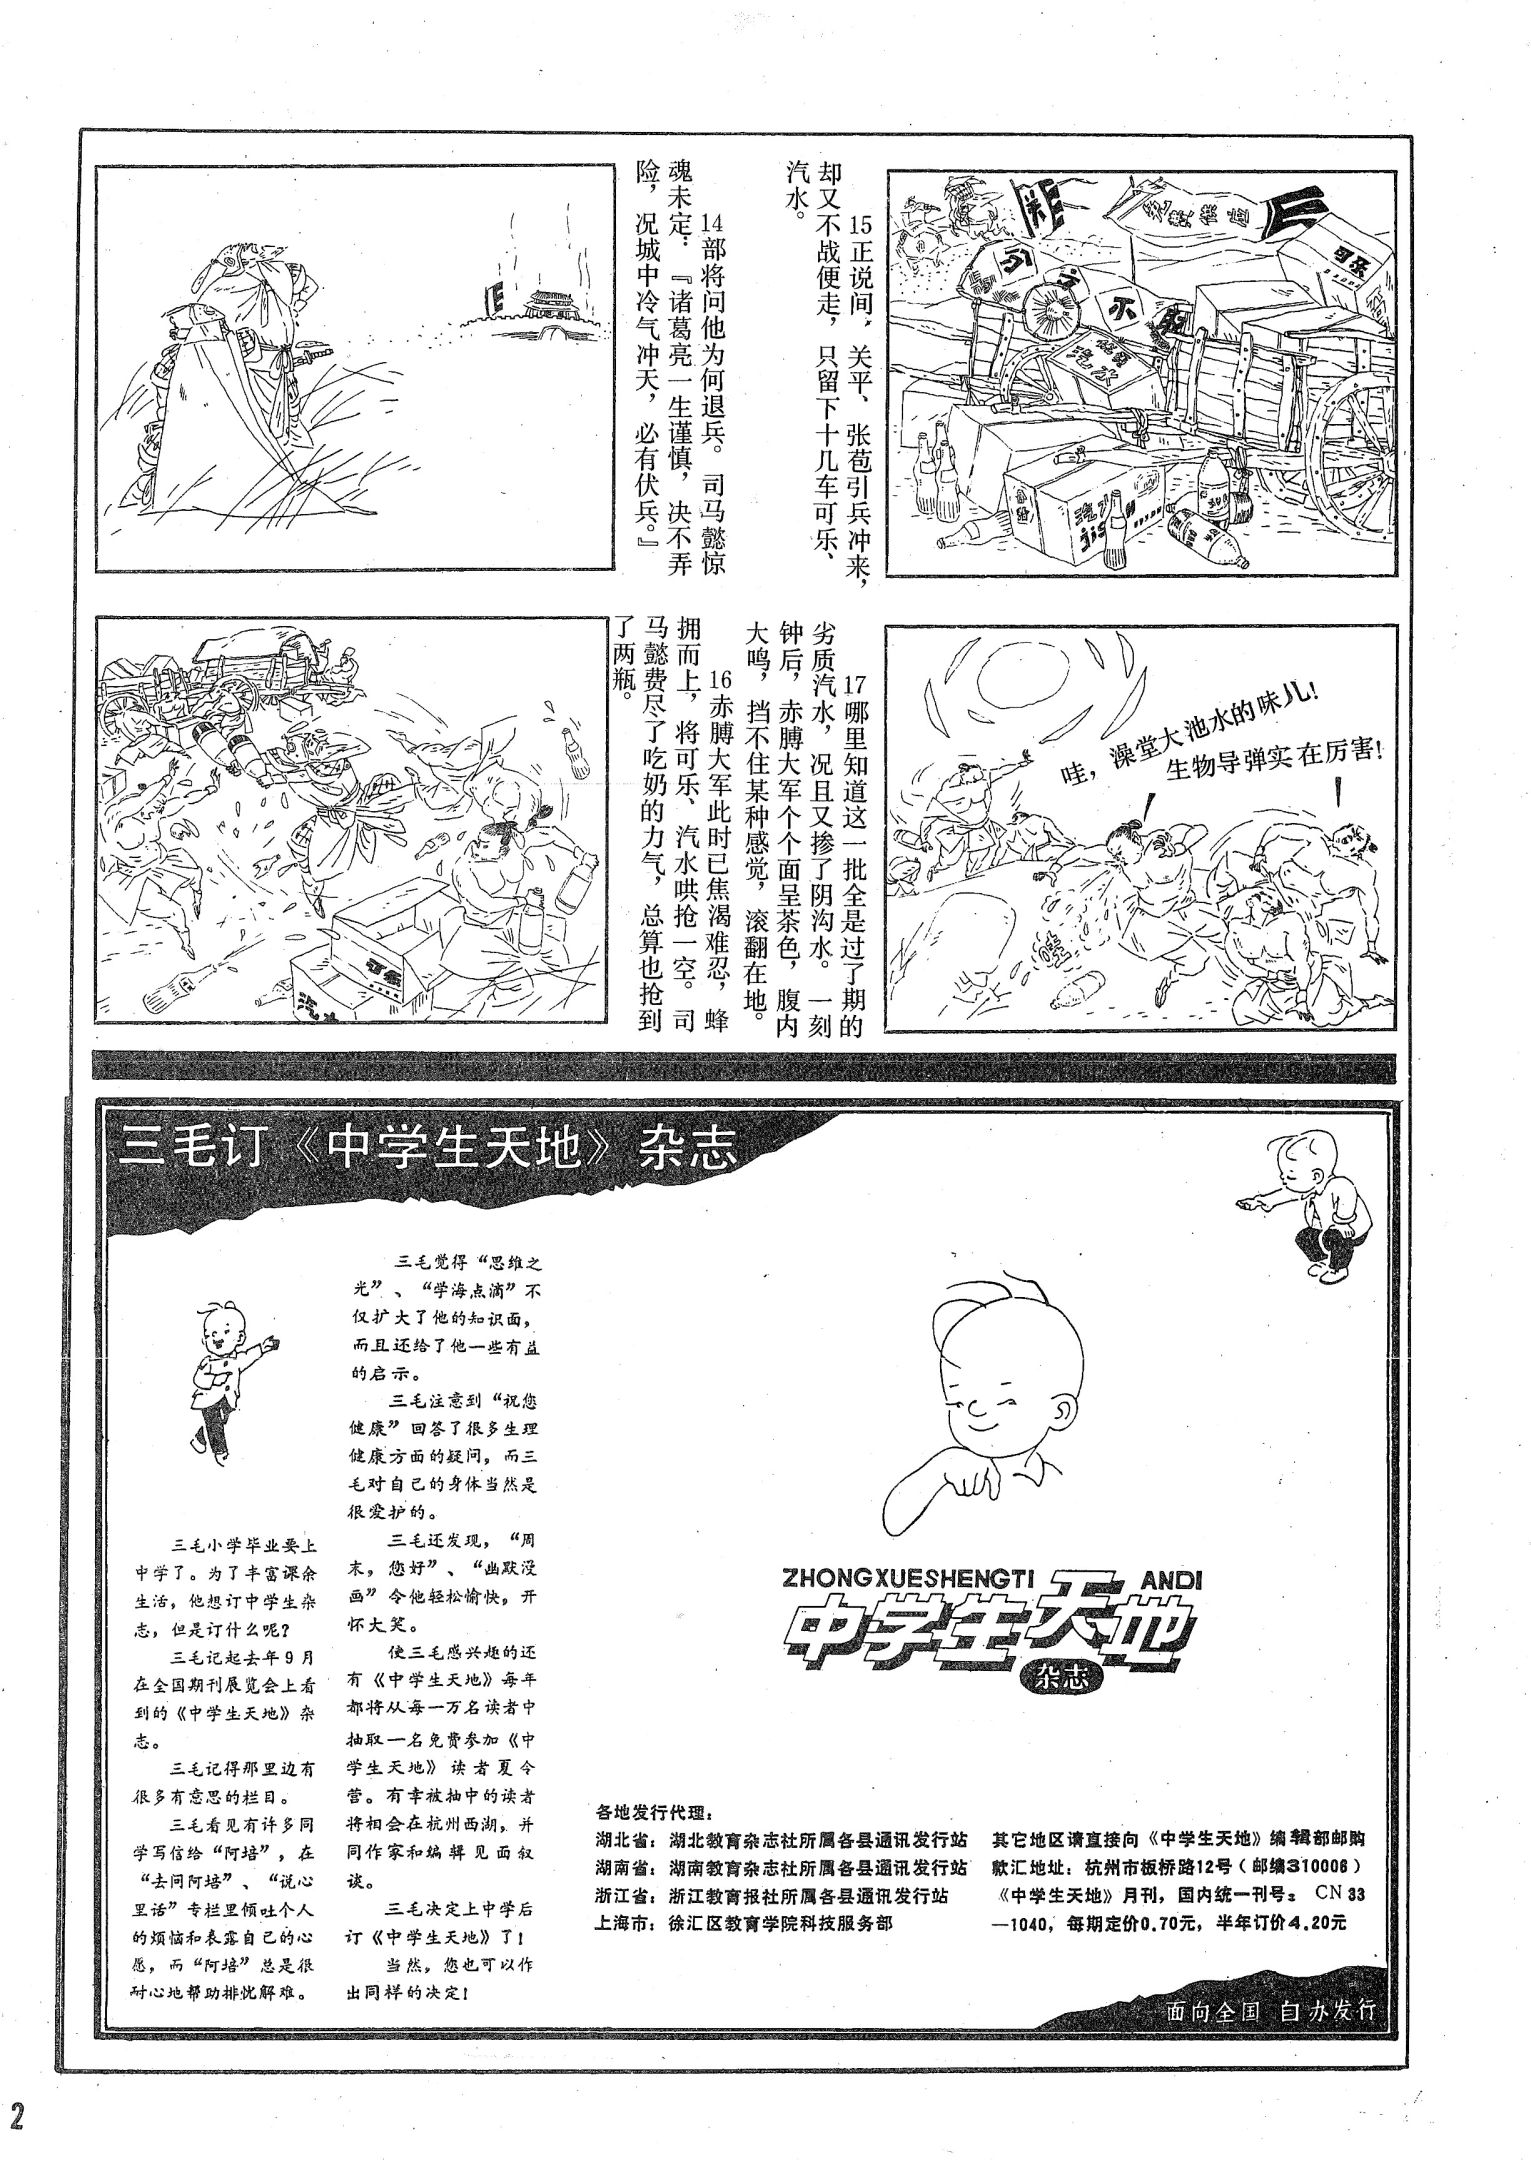 14部将问他为何退兵。司马懿惊
魂未定：『诸葛亮一生谨慎，决不弄
险，况城中冷气冲天，必有伏兵。』
15正说间，关平、张苞引兵冲来，
却又不战便走，只留下十几车可乐、
汽水。
关
可乐
汽水
汽水
16赤膊大军此时已焦渴难忍，蜂
拥而上，将可乐、汽水哄抢一空。司
马懿费尽了吃奶的力气，总算也抢到
了两瓶。
可乐
汽水
17哪里知道这一批全是过了期的
劣质汽水，况且又掺了阴沟水。一刻
钟后，赤膊大军个个面呈茶色，腹内
大鸣，挡不住某种感觉，滚翻在地。
哇，澡堂大池水的味儿！
生物导弹实在厉害！
哇
三毛订《中学生天地》杂志
三毛小学毕业要上
中学了。为了丰富课余
生活，他想订中学生杂
志，但是订什么呢？
三毛记起去年9月
在全国期刊展览会上看
到的《中学生天地》杂
志。
三毛记得那里边有
很多有意思的栏目。
三毛看见有许多同
学写信给“阿培”，在
“去问阿培”、“说心
里话”专栏里倾吐个人
的烦恼和表露自己的心
愿，而“阿培”总是很
耐心地帮助排忧解难。
三毛觉得“思维之
光”、“学海点滴”不
仅扩大了他的知识面，
而且还给了他一些有益
的启示。
三毛注意到“祝您
健康”回答了很多生理
健康方面的疑问，而三
毛对自己的身体当然是
很爱护的。
三毛还发现，“周
末，您好”、“幽默漫
画”令他轻松愉快，开
怀大笑。
使三毛感兴趣的还
有《中学生天地》每年
都将从每一万名读者中
抽取一名免费参加《中
学生天地》读者夏令
营。有幸被抽中的读者
将相会在杭州西湖，并
同作家和编辑见面叙
谈。
三毛决定上中学后
订《中学生天地》了！
当然，您也可以作
出同样的决定！
ZHONGXUESHENGTI ANDI
中学生天地
杂志
各地发行代理：
湖北省：湖北教育杂志社所属各县通讯发行站
湖南省：湖南教育杂志社所属各县通讯发行站
浙江省：浙江教育报社所属各县通讯发行站
上海市：徐汇区教育学院科技服务部
其它地区请直接向《中学生天地》编辑部邮购
款汇地址：杭州市板桥路12号（邮编310006）
《中学生天地》月刊，国内统一刊号：CN 33
—1040，每期定价0.70元，半年订价4.20元
面向全国 自办发行
2